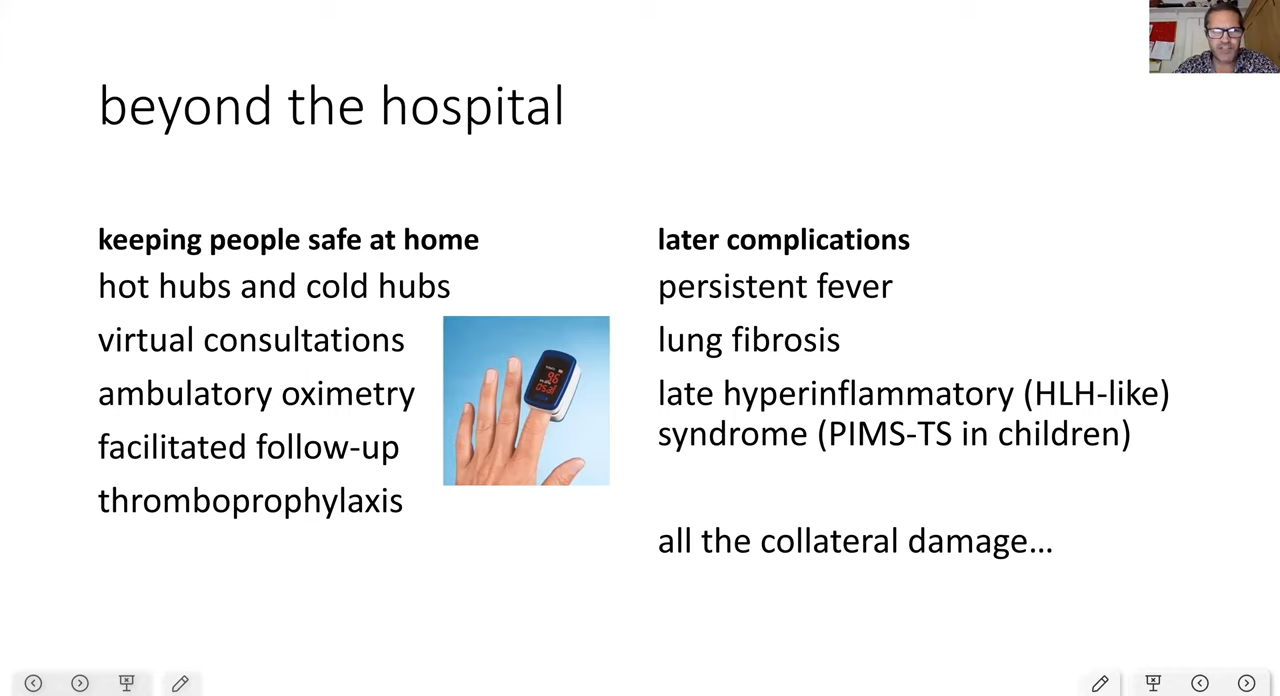 beyond the hospital
keeping people safe at home
hot hubs and cold hubs
virtual consultations
ambulatory oximetry
facilitated follow-up
thromboprophylaxis
96
later complications
persistent fever
lung fibrosis
late hyperinflammatory (HLH-like)
syndrome (PIMS-TS in children)
all the collateral damage...